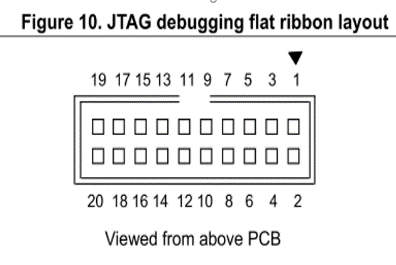 Figure 10. JTAG debugging flat ribbon layout
19 17 15 13 11 9 7 5 3 1
20 18 16 14 12 10 8 6 4 2
Viewed from above PCB